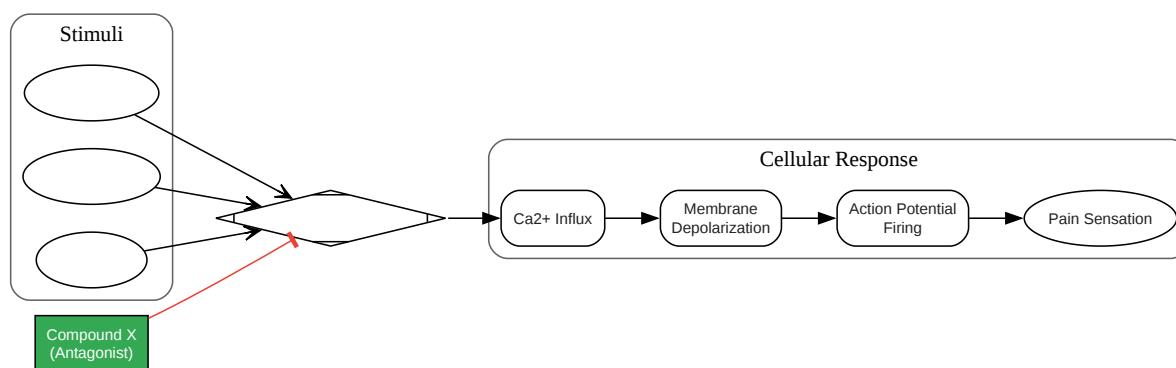 Stimuli
Cellular Response
Ca2+ Influx
Membrane
Depolarization
Action Potential
Firing
Pain Sensation
Compound X
(Antagonist)